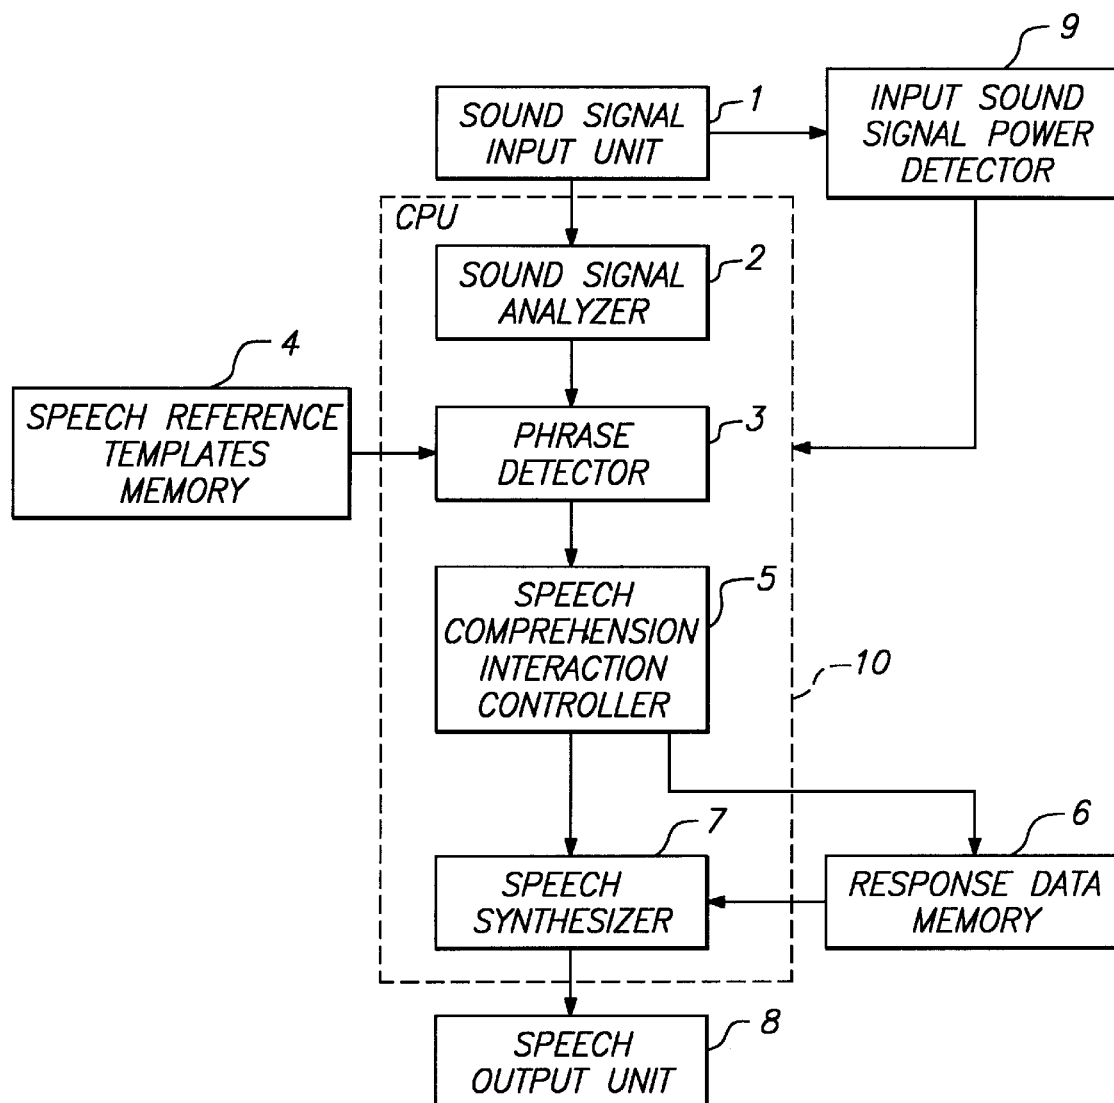 9
INPUT SOUND
SIGNAL POWER
DETECTOR
1
SOUND SIGNAL
INPUT UNIT
CPU
2
SOUND SIGNAL
ANALYZER
4
SPEECH REFERENCE
TEMPLATES
MEMORY
3
PHRASE
DETECTOR
5
SPEECH
COMPREHENSION
INTERACTION
CONTROLLER
10
7
SPEECH
SYNTHESIZER
6
RESPONSE DATA
MEMORY
8
SPEECH
OUTPUT UNIT